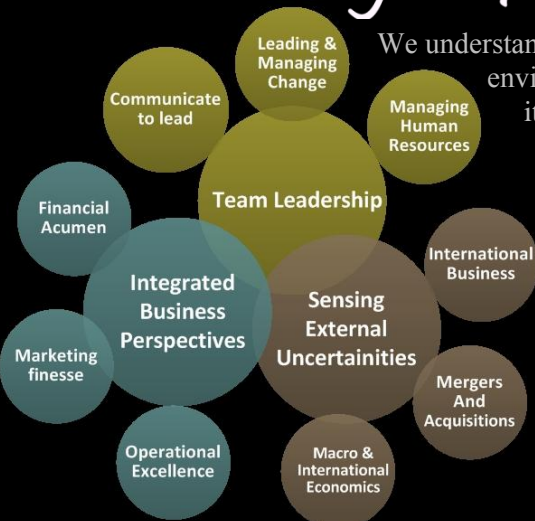 We understan
envi
it
Leading &
Managing
Change
Communicate
to lead
Managing
Human
Resources
Team Leadership
Financial
Acumen
Integrated
Business
Perspectives
Marketing
finesse
Operational
Excellence
Sensing
External
Uncertainities
International
Business
Mergers
And
Acquisitions
Macro &
International
Economics